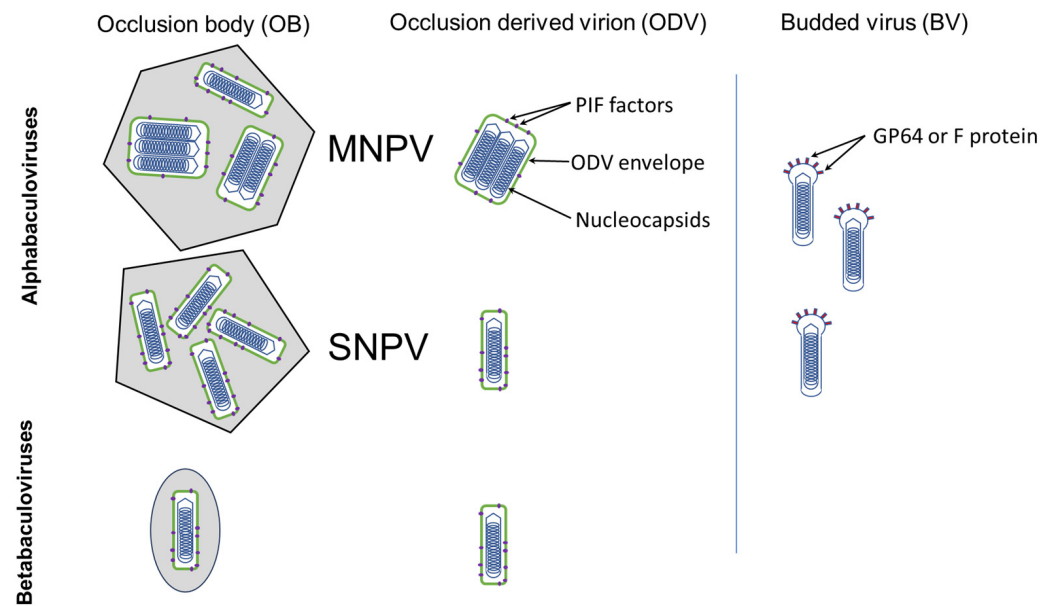 Occlusion body (OB)
Occlusion derived virion (ODV)
Budded virus (BV)
Alphabaculoviruses
MNPV
PIF factors
ODV envelope
Nucleocapsids
GP64 or F protein
SNPV
Betabaculoviruses